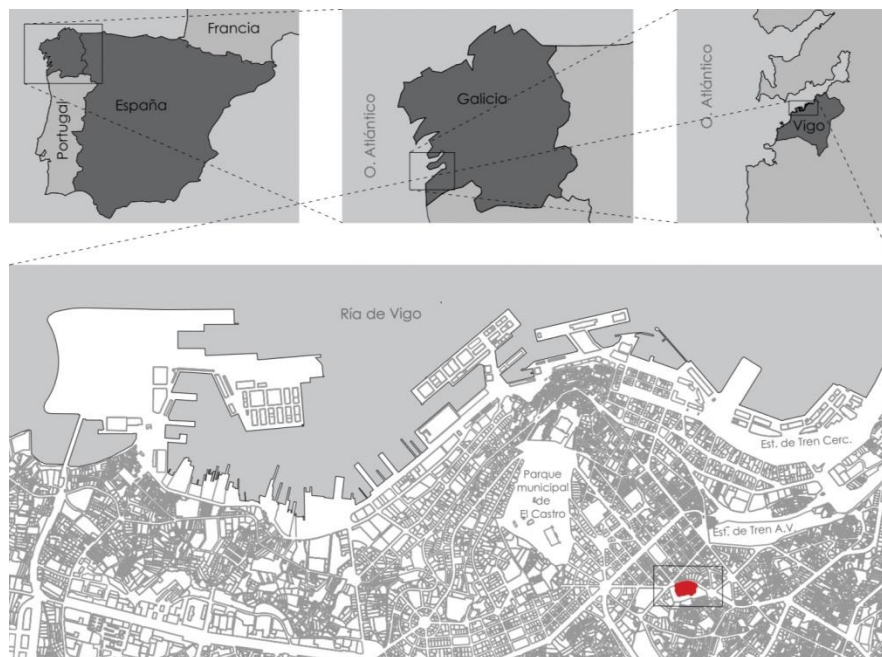 Francia
España
Portugal
O. Atlántico
Galicia
O. Atlántico
Vigo
Ría de Vigo
Est. de Tren Cerc.
Parque
municipal
de
El Castro
Est. de Tren A.V.